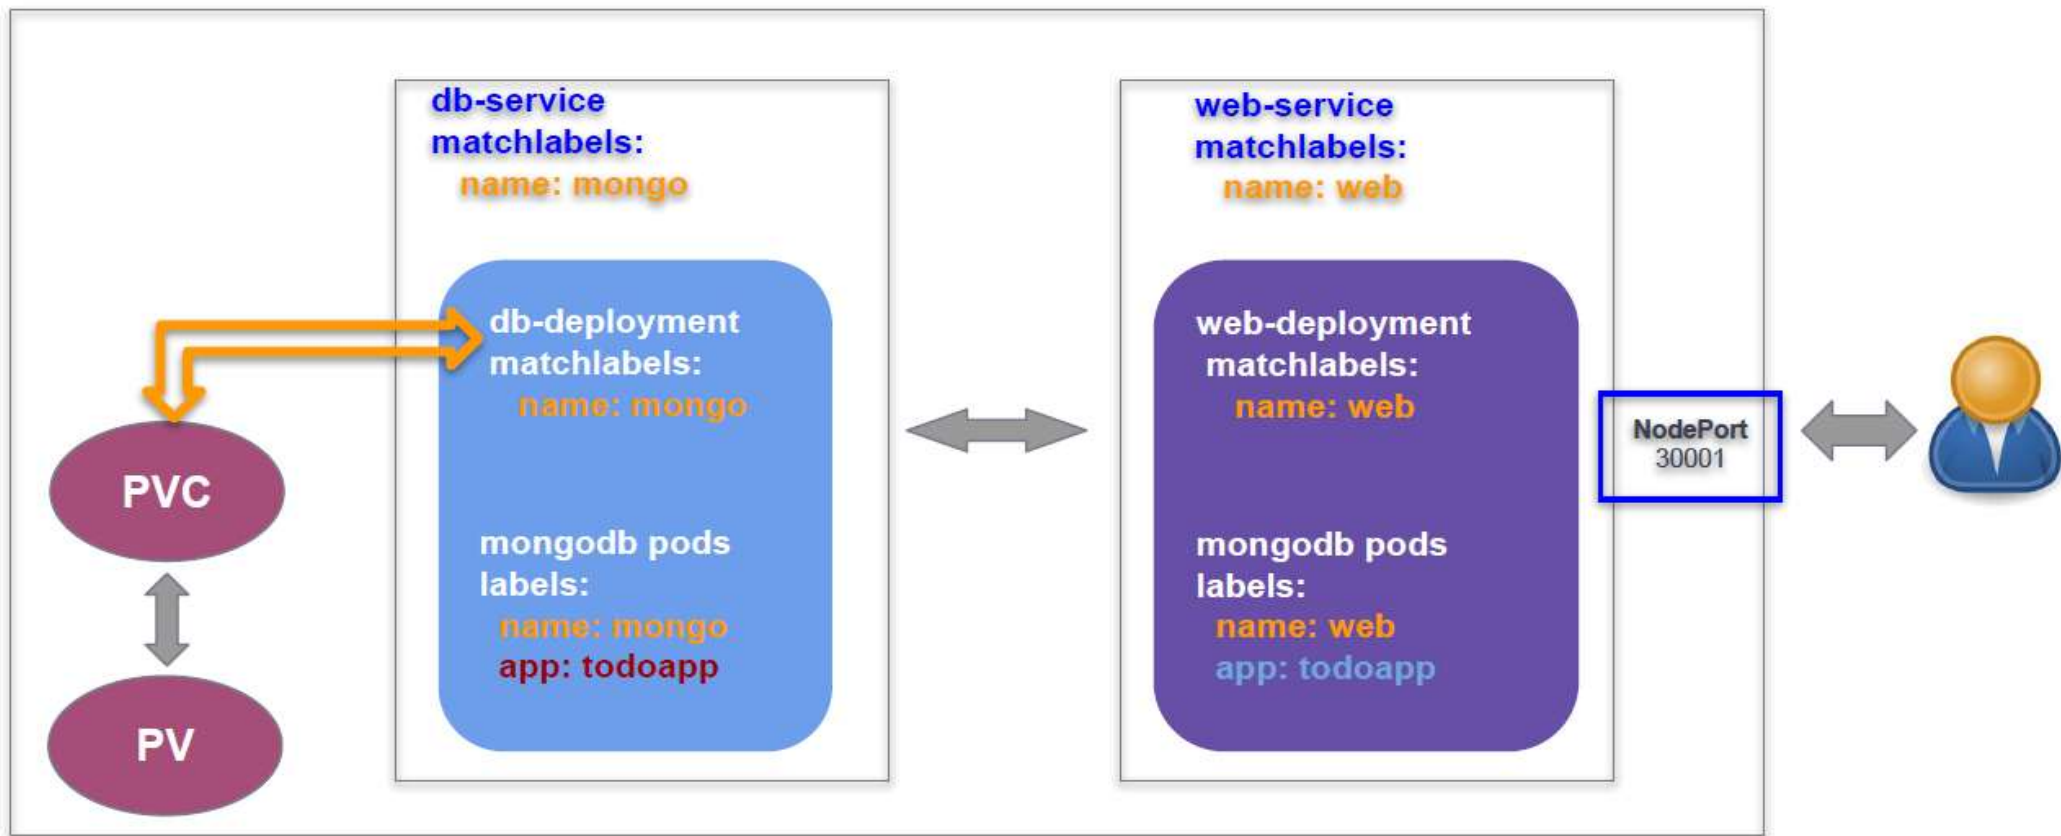 db-service
matchlabels:
name: mongo
db-deployment
matchlabels:
name: mongo
mongodb pods
labels:
name: mongo
app: todoapp
PVC
PV
web-service
matchlabels:
name: web
web-deployment
matchlabels:
name: web
mongodb pods
labels:
name: web
app: todoapp
NodePort
30001